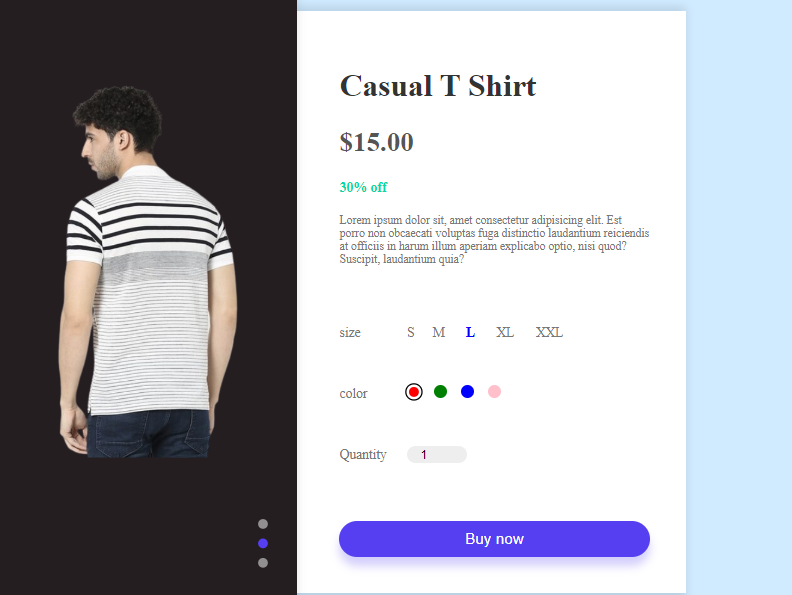 Casual T Shirt
$15.00
30% off
Lorem ipsum dolor sit, amet consectetur adipisicing elit. Est
porro non obcaecati voluptas fuga distinctio laudantium reiciendis
at officiis in harum illum aperiam explicabo optio, nisi quod?
Suscipit, laudantium quia?
size S M L XL XXL
color
Quantity 1
Buy now